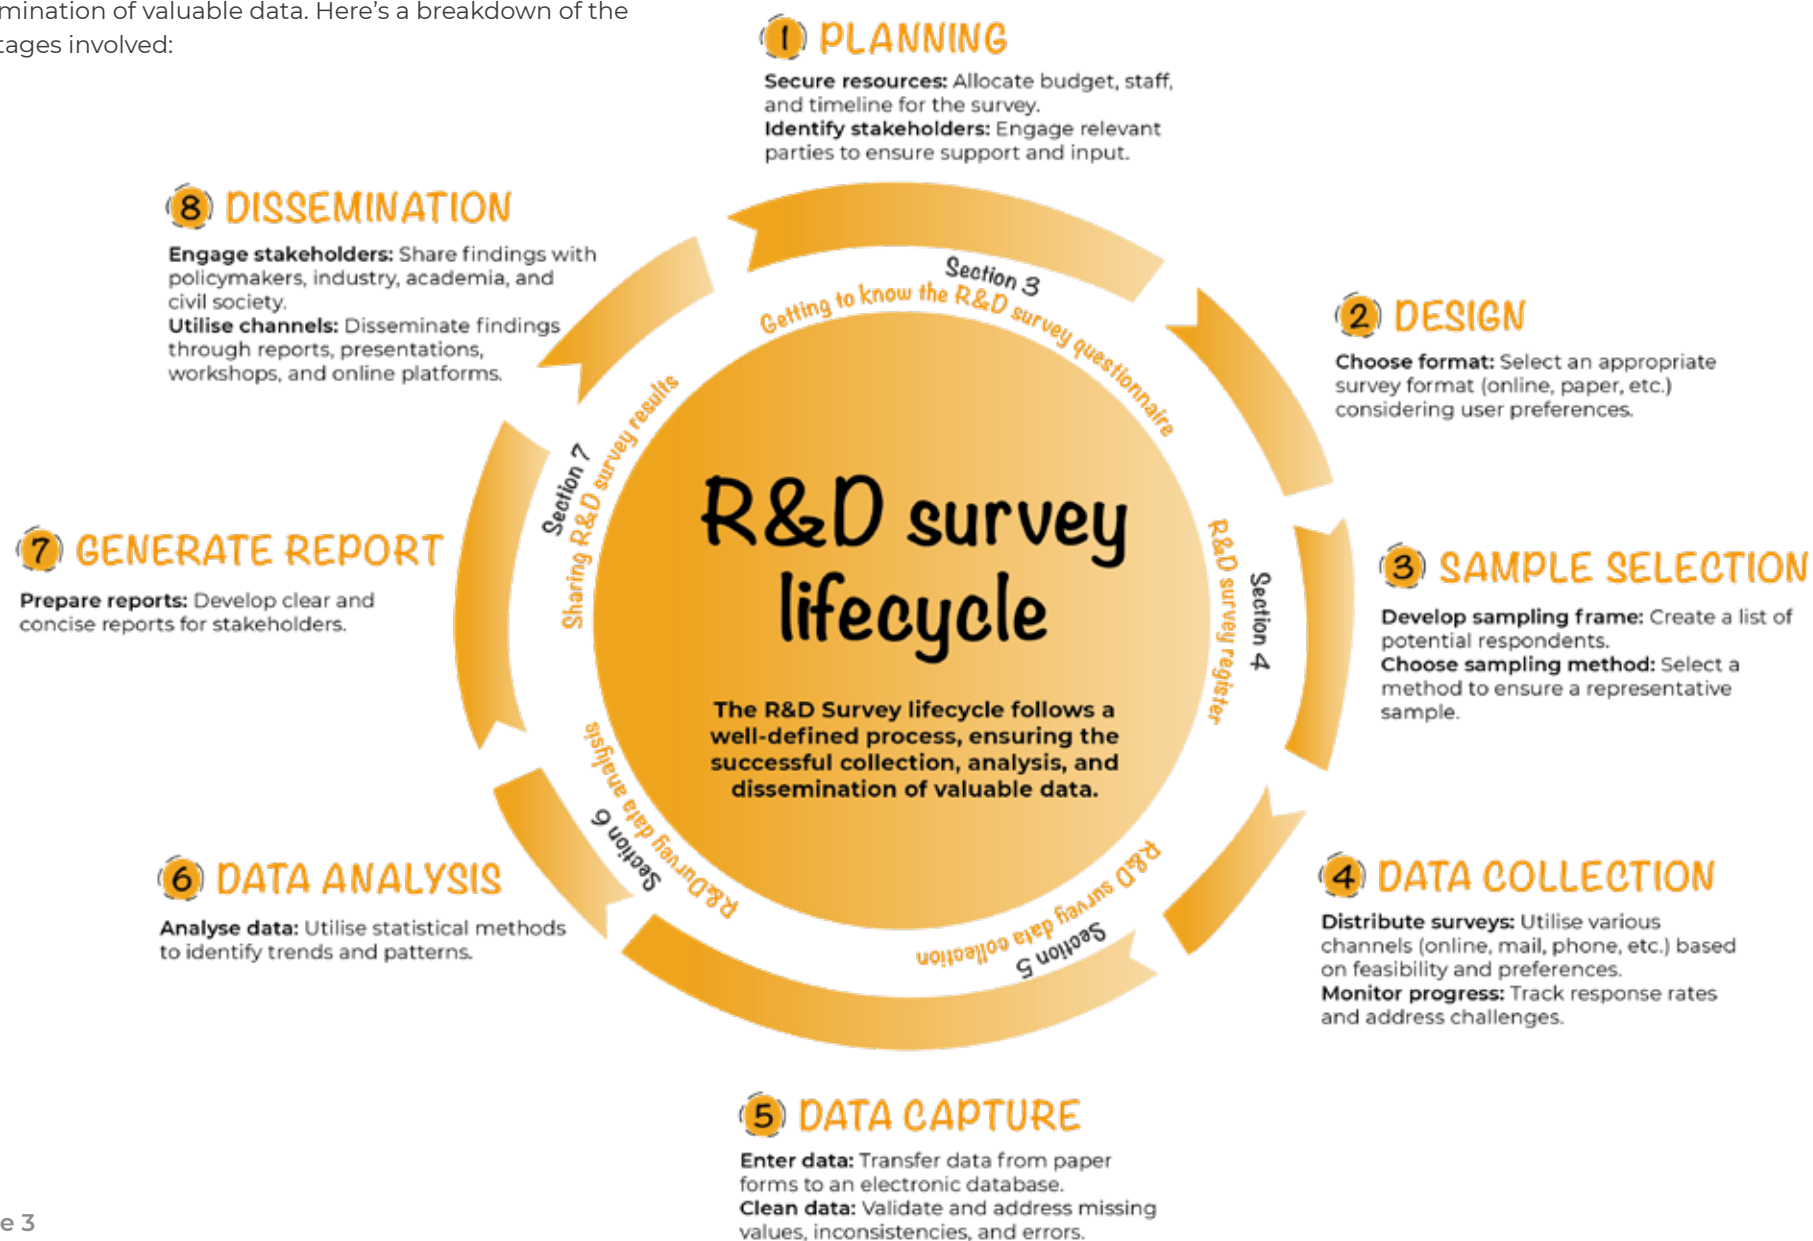 mination of valuable data. Here's a breakdown of the
tages involved:
1 PLANNING
Secure resources: Allocate budget, staff,
and timeline for the survey.
Identify stakeholders: Engage relevant
parties to ensure support and input.
2 DESIGN
Choose format: Select an appropriate
survey format (online, paper, etc.)
considering user preferences.
3 SAMPLE SELECTION
Develop sampling frame: Create a list of
potential respondents.
Choose sampling method: Select a
method to ensure a representative
sample.
4 DATA COLLECTION
Distribute surveys: Utilise various
channels (online, mail, phone, etc.) based
on feasibility and preferences.
Monitor progress: Track response rates
and address challenges.
5 DATA CAPTURE
Enter data: Transfer data from paper
forms to an electronic database.
Clean data: Validate and address missing
values, inconsistencies, and errors.
6 DATA ANALYSIS
Analyse data: Utilise statistical methods
to identify trends and patterns.
7 GENERATE REPORT
Prepare reports: Develop clear and
concise reports for stakeholders.
8 DISSEMINATION
Engage stakeholders: Share findings with
policymakers, industry, academia, and
civil society.
Utilise channels: Disseminate findings
through reports, presentations,
workshops, and online platforms.
Section 3
Getting to know the R&D survey questionnaire
Section 4
R&D survey register
Section 5
R&D survey data collection
Section 6
R&DUrvey data analysis
Section 7
Sharing R&D survey results
R&D survey
lifecycle
The R&D Survey lifecycle follows a
well-defined process, ensuring the
successful collection, analysis, and
dissemination of valuable data.
e 3